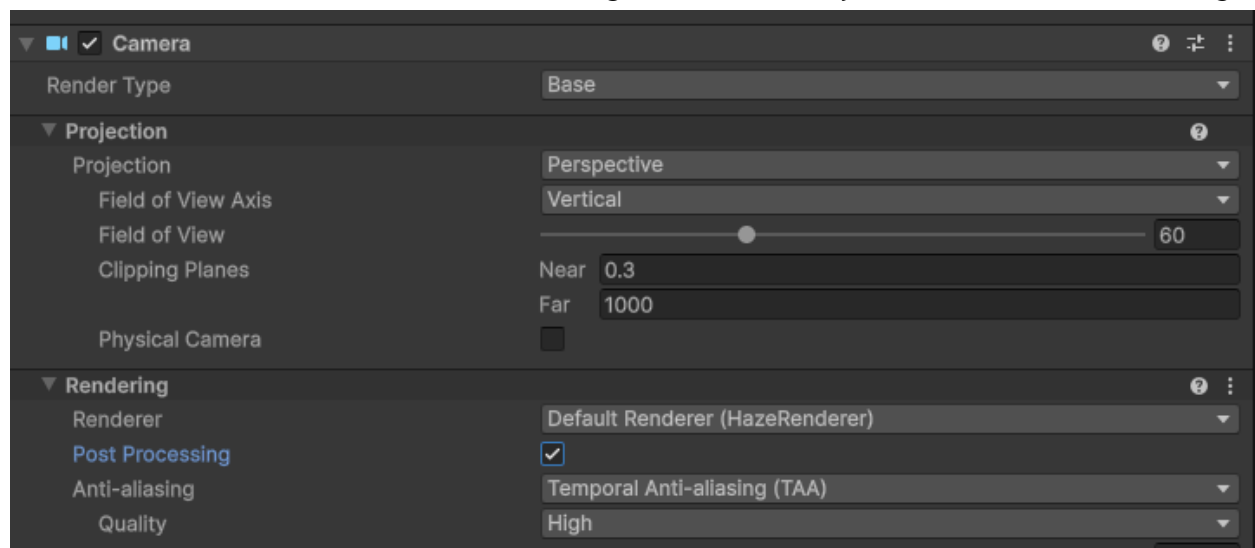 Camera
Render Type Base
Projection
Projection Perspective
Field of View Axis Vertical
Field of View 60
Clipping Planes Near 0.3
Far 1000
Physical Camera
Rendering
Renderer Default Renderer (HazeRenderer)
Post Processing
Anti-aliasing Temporal Anti-aliasing (TAA)
Quality High